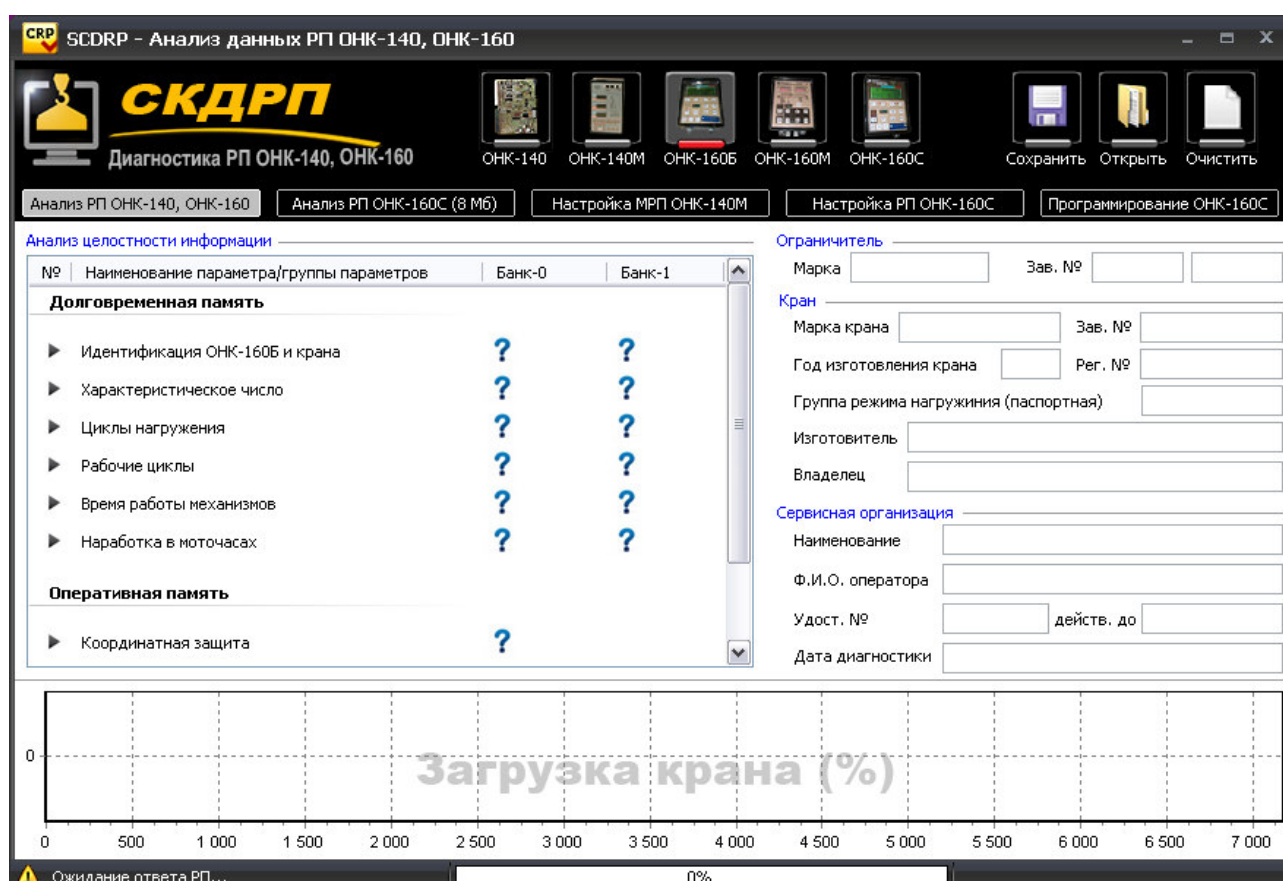 CRP
SCDRP - Анализ данных РП ОНК-140, ОНК-160
СКДРП
Диагностика РП ОНК-140, ОНК-160
ОНК-140 ОНК-140М ОНК-160Б ОНК-160М ОНК-160С Сохранить Открыть Очистить
Анализ РП ОНК-140, ОНК-160 Анализ РП ОНК-160С (8 Мб) Настройка МРП ОНК-140М Настройка РП ОНК-160С Программирование ОНК-160С
Анализ целостности информации
№ Наименование параметра/группы параметров Банк-0 Банк-1
Долговременная память
Идентификация ОНК-160Б и крана ? ?
Характеристическое число ? ?
Циклы нагружения ? ?
Рабочие циклы ? ?
Время работы механизмов ? ?
Наработка в моточасах ? ?
Оперативная память
Координатная защита ?
Ограничитель
Марка Зав. №
Кран
Марка крана Зав. №
Год изготовления крана Рег. №
Группа режима нагружиния (паспортная)
Изготовитель
Владелец
Сервисная организация
Наименование
Ф.И.О. оператора
Удост. № действ. до
Дата диагностики
0
Загрузка крана (%)
0 500 1 000 1 500 2 000 2 500 3 000 3 500 4 000 4 500 5 000 5 500 6 000 6 500 7 000
Ожидание ответа РП... 0%